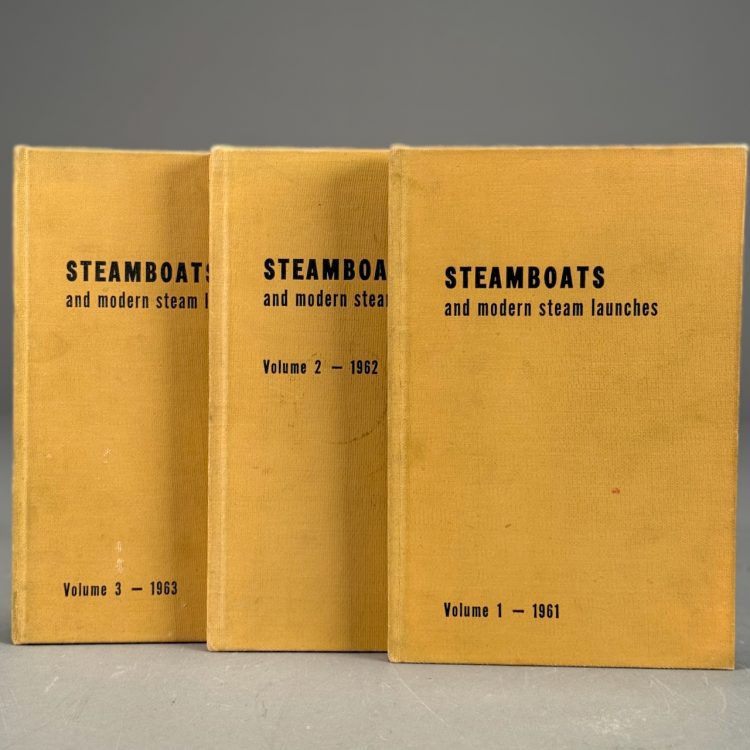 STEAMBOATS
and modern steam l
Volume 3 — 1963
STEAMBOA
and modern stea
Volume 2 — 1962
STEAMBOATS
and modern steam launches
Volume 1 — 1961